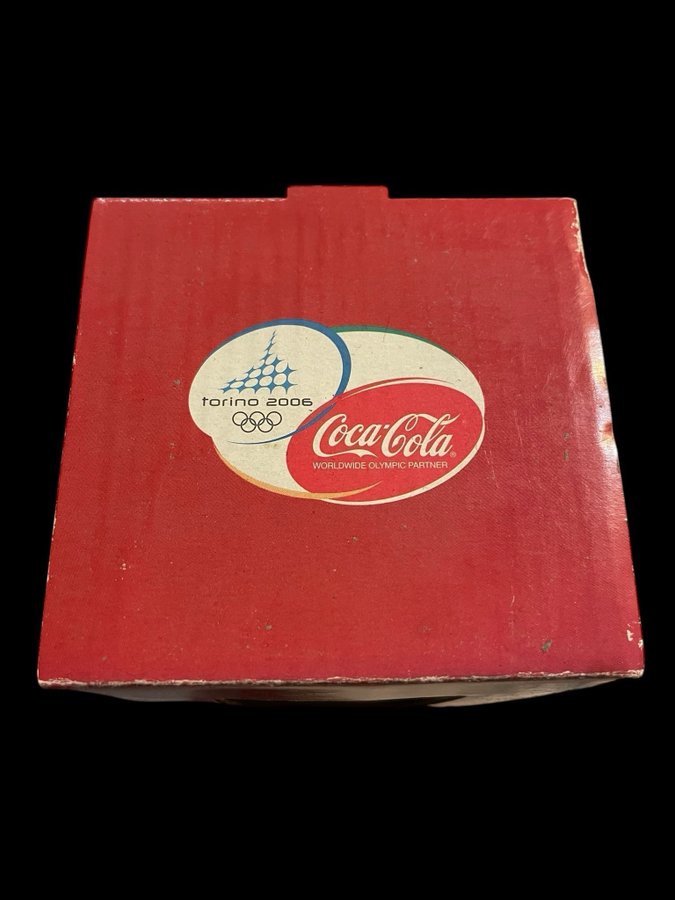 torino 2006
Coca-Cola®
WORLDWIDE OLYMPIC PARTNER